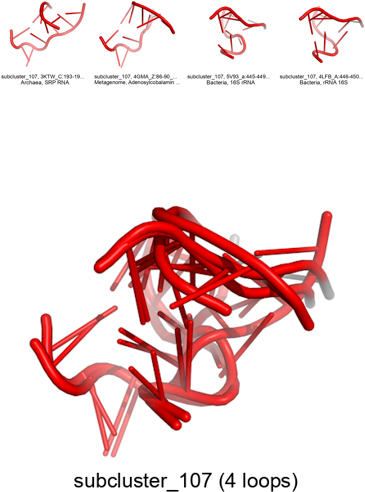 subcluster_107, 3KTW_C:193-19...
Archaea, SRP RNA
subcluster_107, 4GMA_Z:86-90_...
Metagenome, Adenosylcobalamin ...
subcluster_107, 5V93_a:445-449...
Bacteria, 16S rRNA
subcluster_107, 4LFB_A:446-450...
Bacteria, rRNA 16S
subcluster_107 (4 loops)